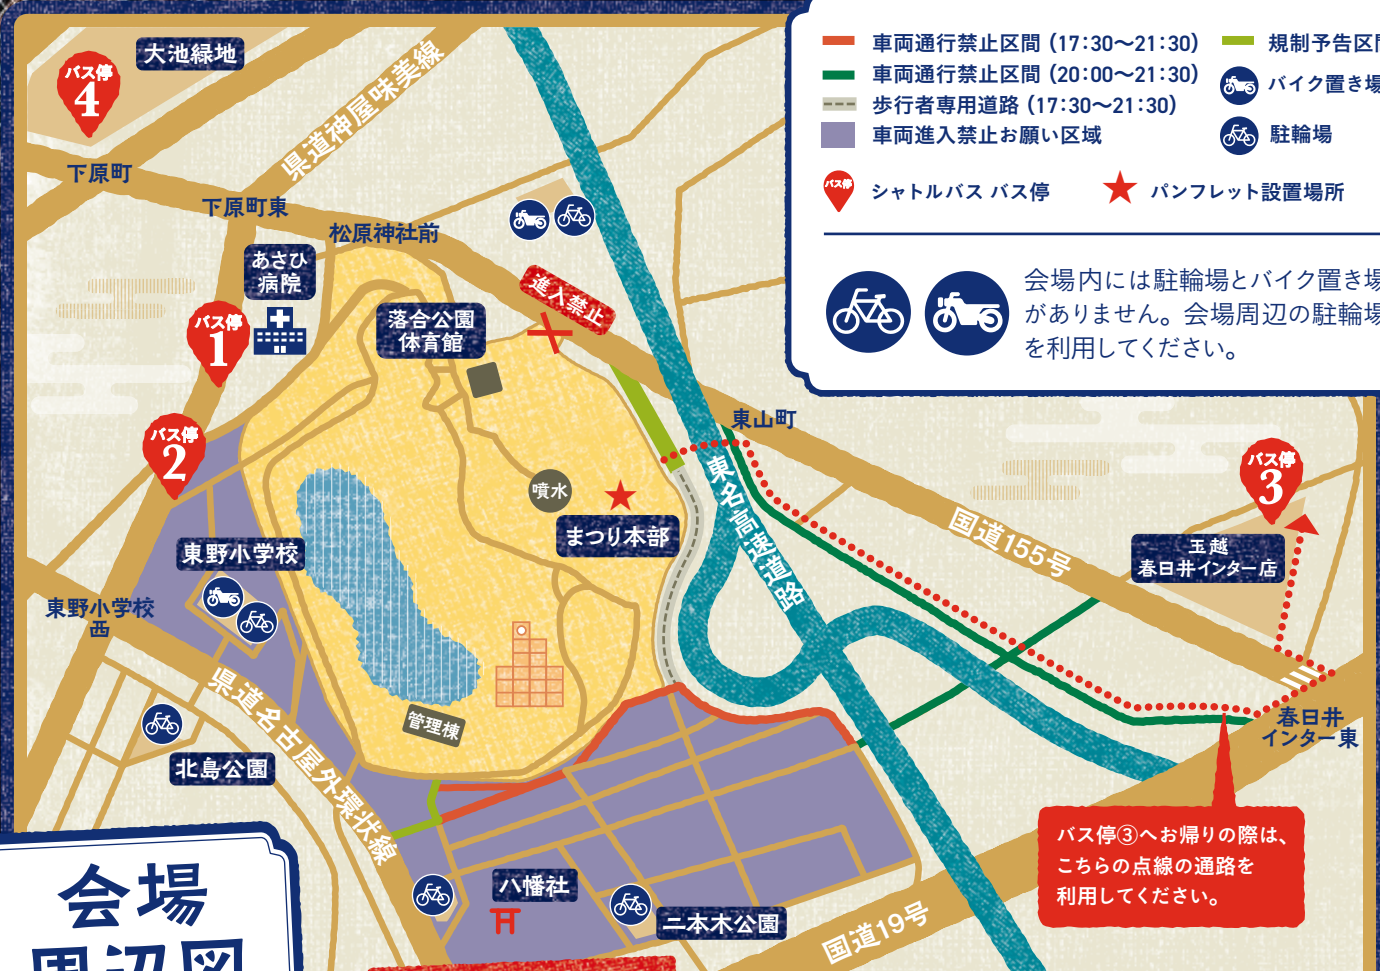 大池緑地
バス停
4
県道神屋味美線
下原町
下原町東
松原神社前
あさひ
病院
バス停
1
落合公園
体育館
進入禁止
バス停
2
東山町
東名高速道路
噴水
まつり本部
東野小学校
東野小学校
西
国道155号
バス停
3
玉越
春日井インター店
県道名古屋外環状線
管理棟
北島公園
春日井
インター東
八幡社
二本木公園
国道19号
バス停③へお帰りの際は、
こちらの点線の通路を
利用してください。
会場
周辺図
車両通行禁止区間（17:30〜21:30）
規制予告区間
車両通行禁止区間（20:00〜21:30）
バイク置き場
歩行者専用道路（17:30〜21:30）
車両進入禁止お願い区域
駐輪場
バス停
シャトルバス バス停
パンフレット設置場所
会場内には駐輪場とバイク置き場
がありません。会場周辺の駐輪場
を利用してください。